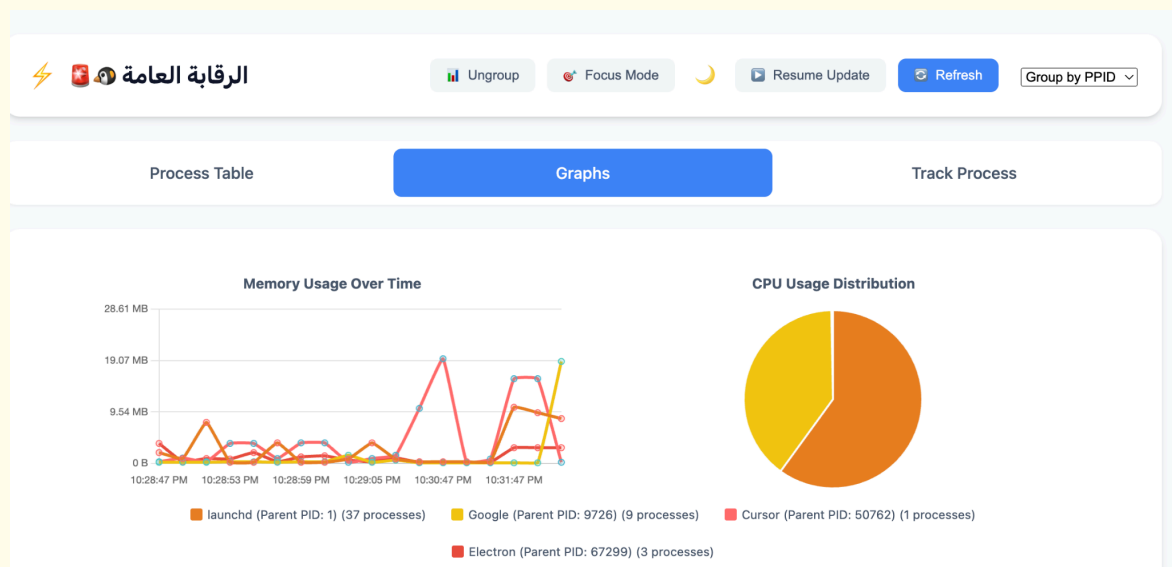 الرقابة العامة
Ungroup
Focus Mode
Resume Update
Refresh
Group by PPID
Process Table
Graphs
Track Process
Memory Usage Over Time
28.61 MB
19.07 MB
9.54 MB
0 B
10:28:47 PM 10:28:53 PM 10:28:59 PM 10:29:05 PM 10:30:47 PM 10:31:47 PM
CPU Usage Distribution
launchd (Parent PID: 1) (37 processes) Google (Parent PID: 9726) (9 processes) Cursor (Parent PID: 50762) (1 processes)
Electron (Parent PID: 67299) (3 processes)